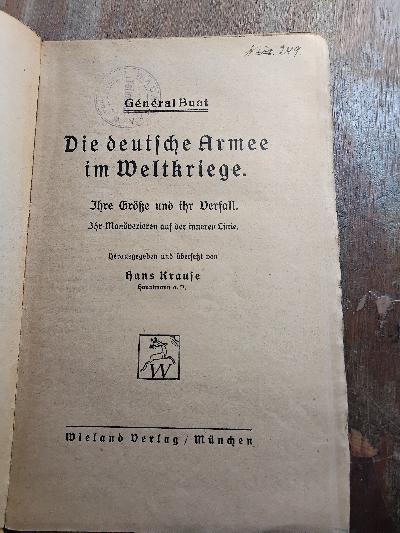 General Buat
Die deutsche Armee
im Weltkriege.
Ihre Größe und ihr Verfall.
Ihr Manövrieren auf der inneren Linie.
Herausgegeben und übersetzt von
Hans Krause
Hauptmann a. D.
W
Wieland Verlag / München